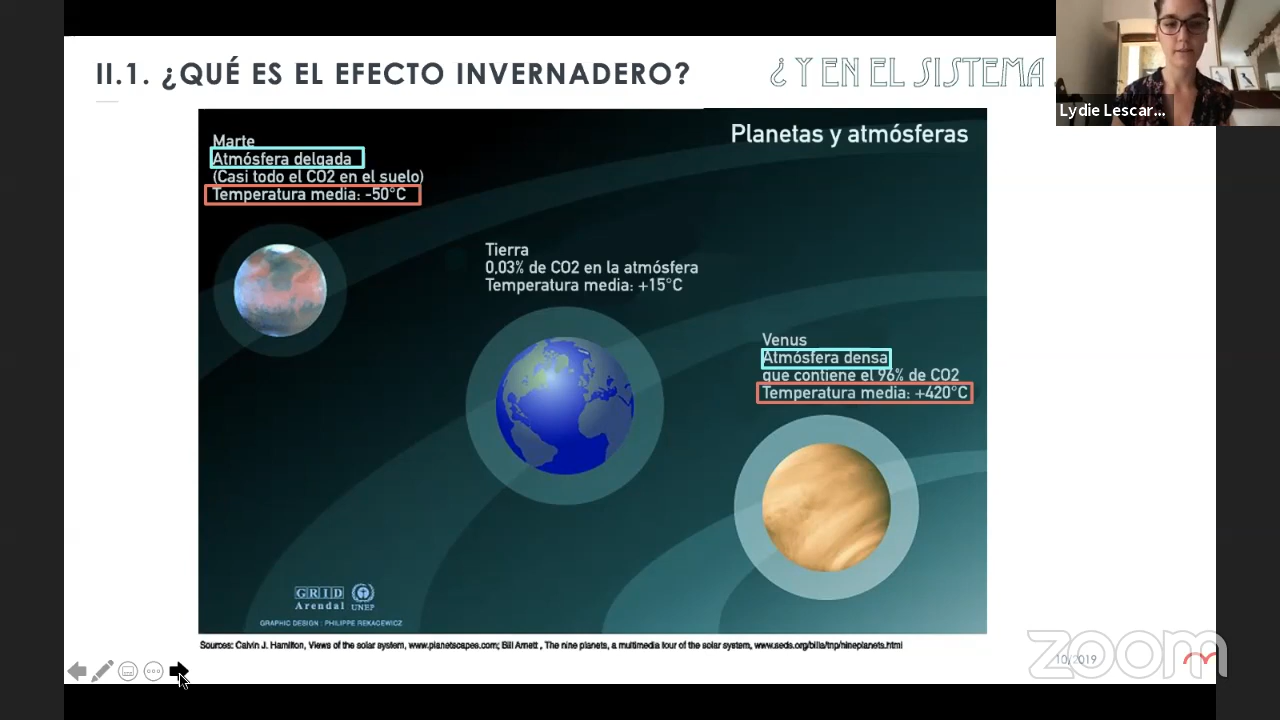 II.1. ¿QUÉ ES EL EFECTO INVERNADERO?
¿ Y EN EL SISTEMA
Lydie Lescar...
Planetas y atmósferas
Marte
Atmósfera delgada
(Casi todo el CO2 en el suelo)
Temperatura media: -50°C
Tierra
0,03% de CO2 en la atmósfera
Temperatura media: +15°C
Venus
Atmósfera densa
que contiene el 96% de CO2
Temperatura media: +420°C
GRID
Arendal UNEP
GRAPHIC DESIGN : PHILIPPE REKACEWICZ
Sources: Calvin J. Hamilton, Views of the solar system, www.planetscapes.com; Bill Arnett , The nine planets, a multimedia tour of the solar system, www.seds.org/billa/tnp/nineplanets.html
10/2019
zoom